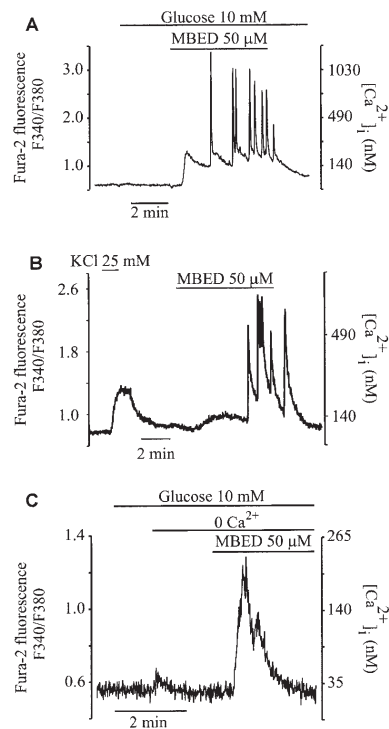 A
Glucose 10 mM
MBED 50 µM
Fura-2 fluorescence
F340/F380
3.0
2.0
1.0
1030
490
140
[Ca2+]i (nM)
2 min
B
KCl 25 mM
MBED 50 µM
Fura-2 fluorescence
F340/F380
2.6
1.8
1.0
490
140
[Ca2+]i (nM)
2 min
C
Glucose 10 mM
0 Ca2+
MBED 50 µM
Fura-2 fluorescence
F340/F380
1.4
1.0
0.6
265
140
35
[Ca2+]i (nM)
2 min